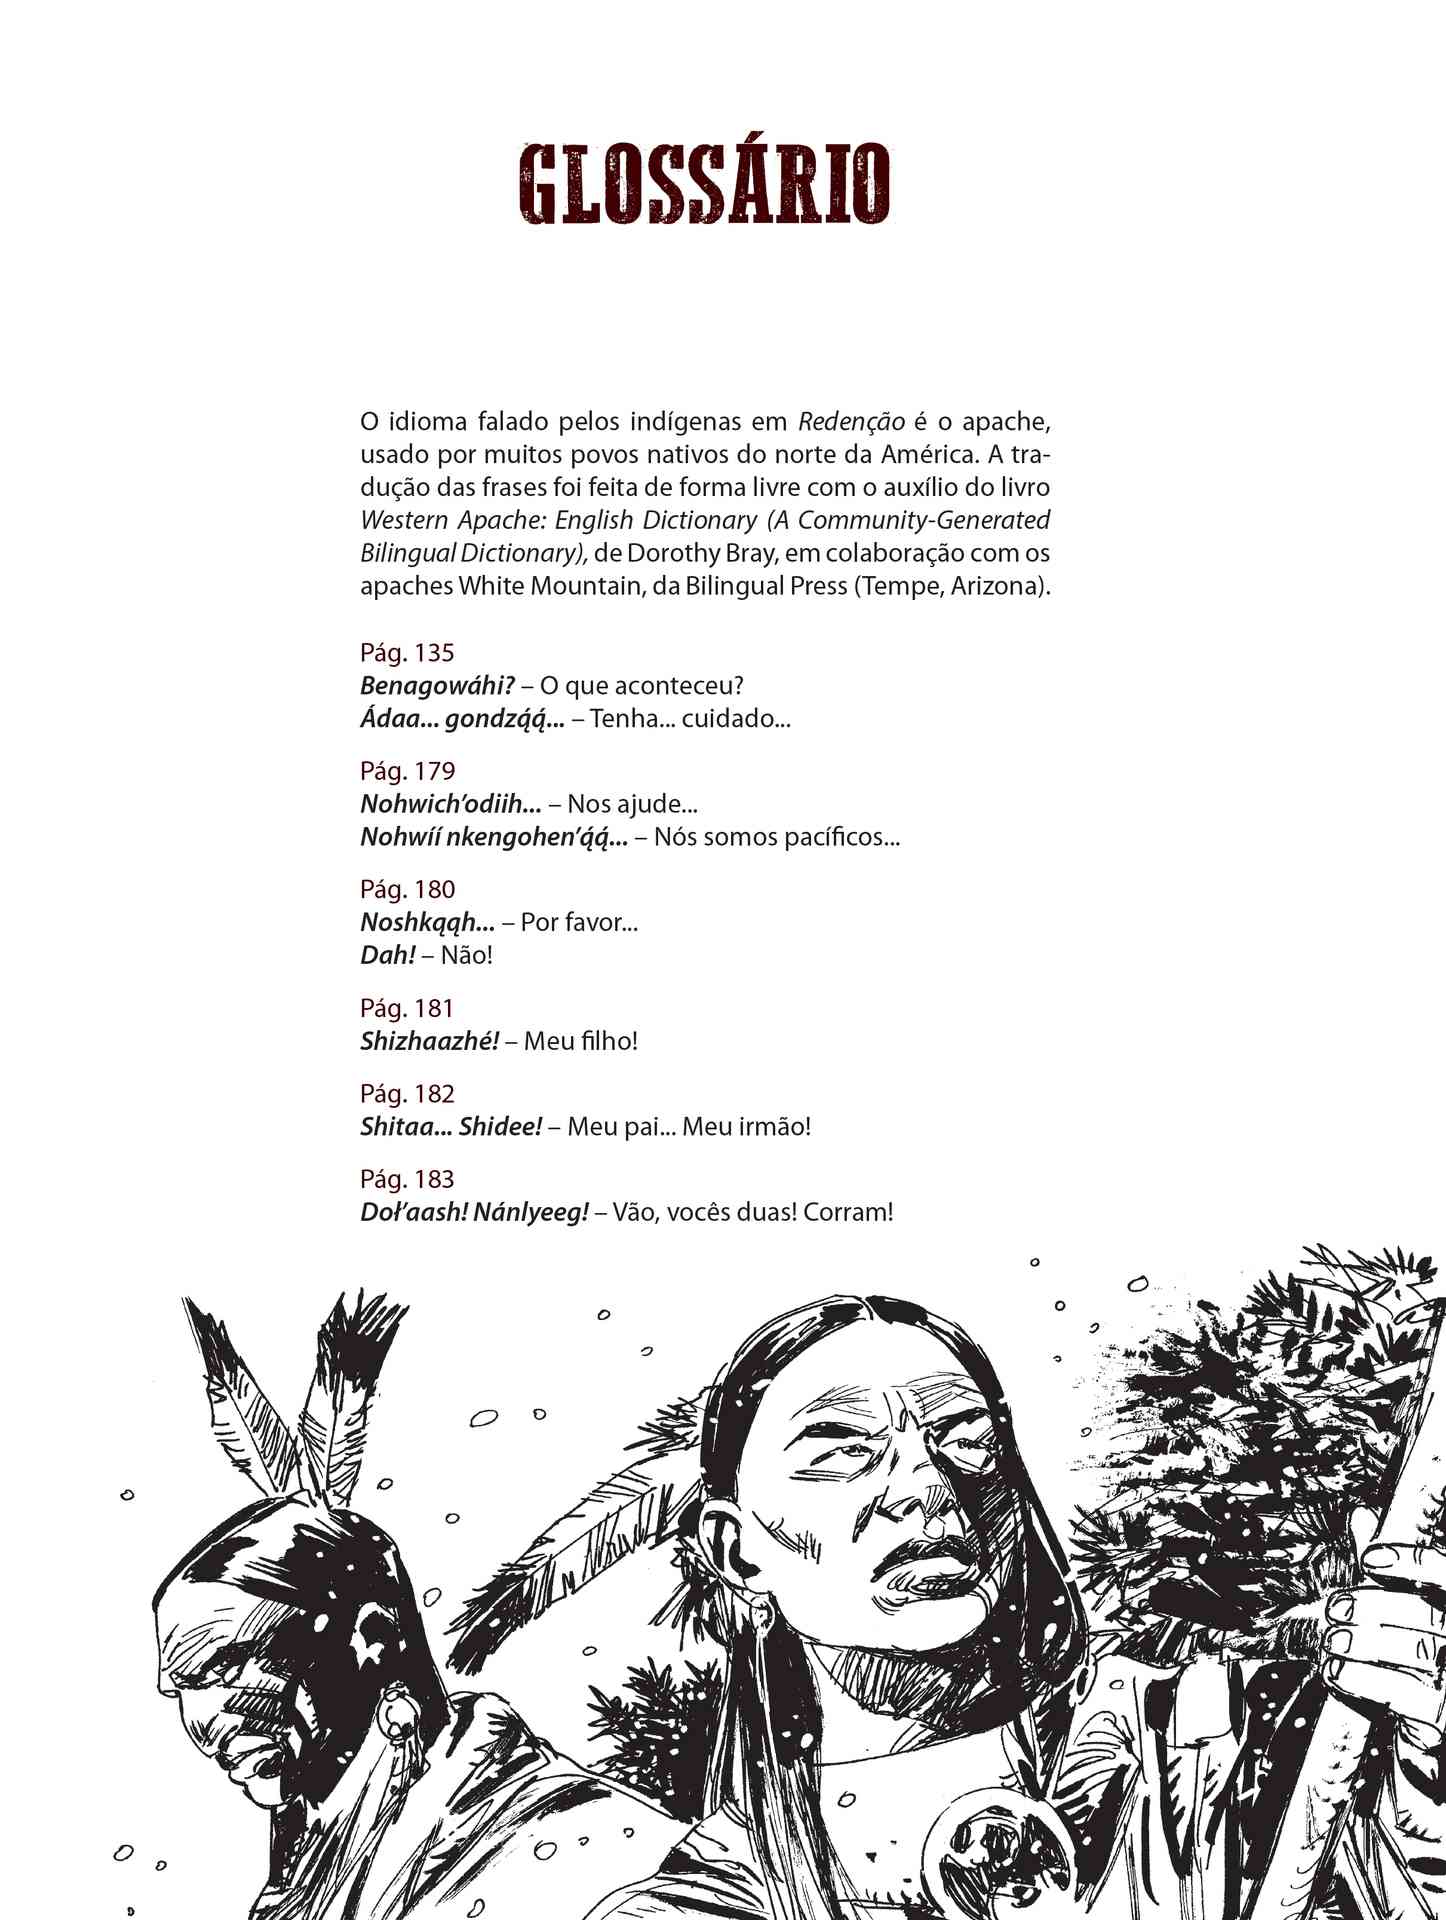 GLOSSÁRIO
O idioma falado pelos indígenas em Redenção é o apache,
usado por muitos povos nativos do norte da América. A tra-
dução das frases foi feita de forma livre com o auxílio do livro
Western Apache: English Dictionary (A Community-Generated
Bilingual Dictionary), de Dorothy Bray, em colaboração com os
apaches White Mountain, da Bilingual Press (Tempe, Arizona).
Pág. 135
Benagowáhi? – O que aconteceu?
Ádaa... gondzą́ą́... – Tenha... cuidado...
Pág. 179
Nohwich’odiih... – Nos ajude...
Nohwíí nkengohen’ą́ą́... – Nós somos pacíficos...
Pág. 180
Noshkąąh... – Por favor...
Dah! – Não!
Pág. 181
Shizhaazhé! – Meu filho!
Pág. 182
Shitaa... Shidee! – Meu pai... Meu irmão!
Pág. 183
Doł’aash! Nánlyeeg! – Vão, vocês duas! Corram!